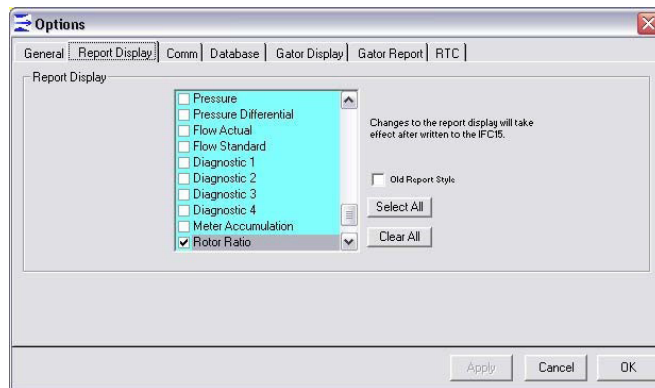 Options
General Report Display Comm Database Gator Display Gator Report RTC
Report Display
Pressure
Pressure Differential
Flow Actual
Flow Standard
Diagnostic 1
Diagnostic 2
Diagnostic 3
Diagnostic 4
Meter Accumulation
Rotor Ratio
Changes to the report display will take
effect after written to the IFC15.
Old Report Style
Select All
Clear All
Apply Cancel OK